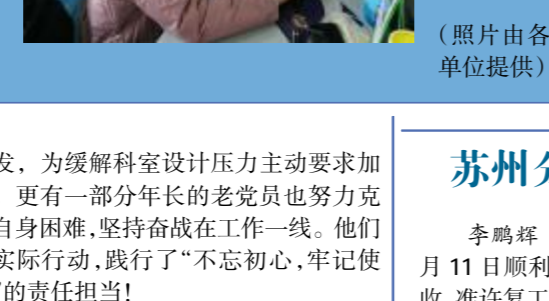 （照片由各
单位提供）
发，为缓解科室设计压力主动要求加
更有一部分年长的老党员也努力克
自身困难，坚持奋战在工作一线。他们
实际行动，践行了“不忘初心，牢记使
的责任担当！
苏州分
李鹏辉
月 11 日顺利
收，准许复工